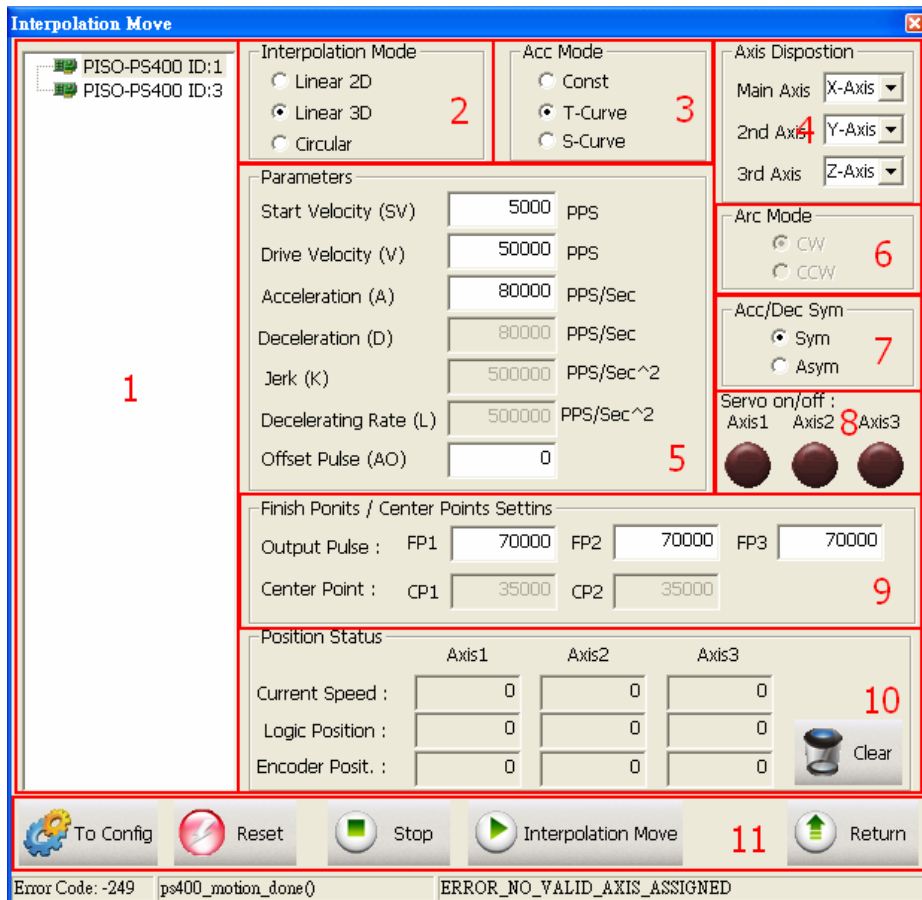 Interpolation Move
PISO-PS400 ID:1
PISO-PS400 ID:3
1
Interpolation Mode
Linear 2D
Linear 3D
Circular
2
Acc Mode
Const
T-Curve
S-Curve
3
Axis Dispostion
Main Axis X-Axis
2nd Axis Y-Axis
3rd Axis Z-Axis
4
Parameters
Start Velocity (SV) 5000 PPS
Drive Velocity (V) 50000 PPS
Acceleration (A) 80000 PPS/Sec
Deceleration (D) 80000 PPS/Sec
Jerk (K) 500000 PPS/Sec^2
Decelerating Rate (L) 500000 PPS/Sec^2
Offset Pulse (AO) 0
5
Arc Mode
CW
CCW
6
Acc/Dec Sym
Sym
Asym
7
Servo on/off :
Axis1 Axis2 Axis3
8
Finish Ponits / Center Points Settins
Output Pulse : FP1 70000 FP2 70000 FP3 70000
Center Point : CP1 35000 CP2 35000
9
Position Status
Axis1 Axis2 Axis3
Current Speed : 0 0 0
Logic Position : 0 0 0
Encoder Posit. : 0 0 0
10
Clear
To Config Reset Stop Interpolation Move 11 Return
Error Code: -249 ps400_motion_done() ERROR_NO_VALID_AXIS_ASSIGNED